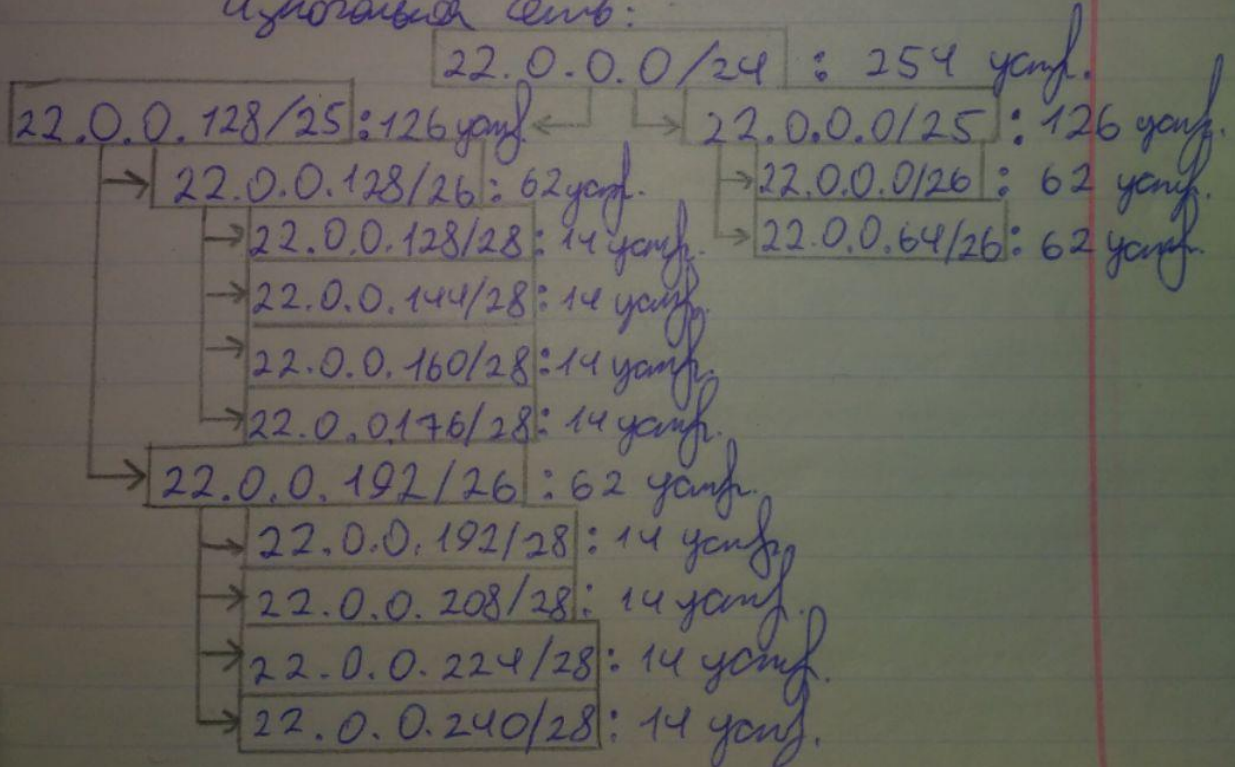 Изначальная сеть:
22.0.0.0/24 : 254 устр.
22.0.0.128/25 : 126 устр. 22.0.0.0/25 : 126 устр.
22.0.0.128/26 : 62 устр. 22.0.0.0/26 : 62 устр.
22.0.0.128/28 : 14 устр. 22.0.0.64/26 : 62 устр.
22.0.0.144/28 : 14 устр.
22.0.0.160/28 : 14 устр.
22.0.0.176/28 : 14 устр.
22.0.0.192/26 : 62 устр.
22.0.0.192/28 : 14 устр.
22.0.0.208/28 : 14 устр.
22.0.0.224/28 : 14 устр.
22.0.0.240/28 : 14 устр.